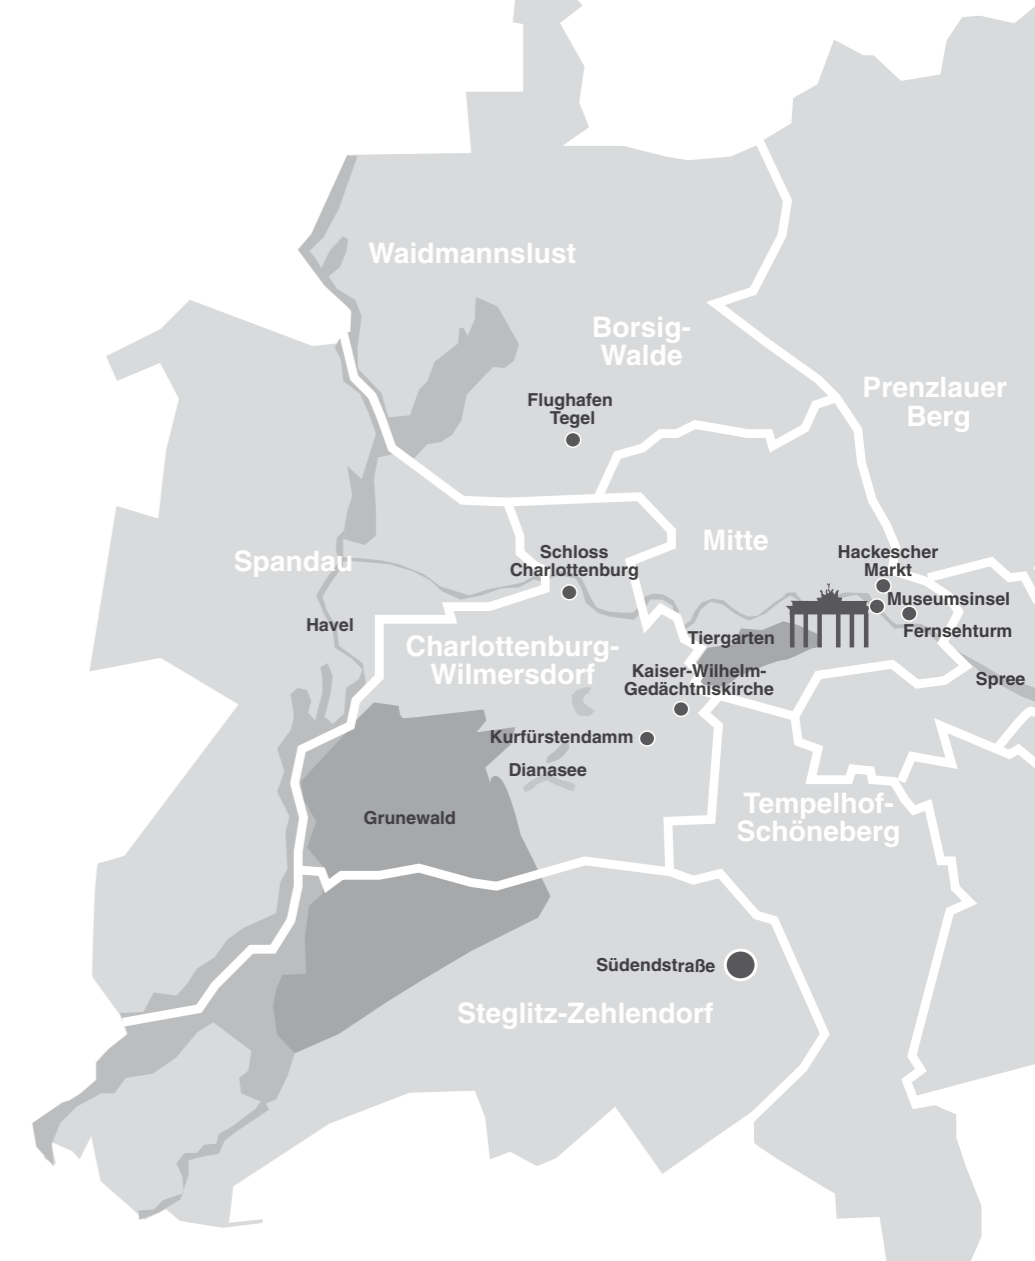 Waidmannslust
Borsig-
Walde
Prenzlauer
Berg
Flughafen
Tegel
Mitte
Schloss
Charlottenburg
Hackescher
Markt
Spandau
Museumsinsel
Havel
Fernsehturm
Tiergarten
Charlottenburg-
Wilmersdorf
Kaiser-Wilhelm-
Gedächtniskirche
Spree
Kurfürstendamm
Dianasee
Grunewald
Tempelhof-
Schöneberg
Südendstraße
Steglitz-Zehlendorf